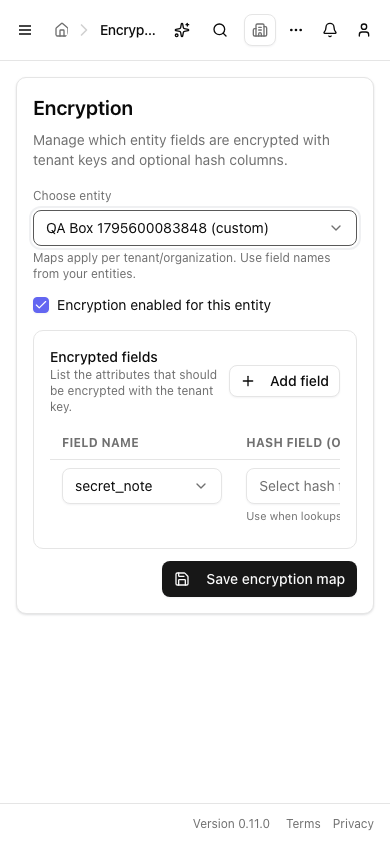 Encryp...
Encryption
Manage which entity fields are encrypted with
tenant keys and optional hash columns.
Choose entity
QA Box 1795600083848 (custom)
Maps apply per tenant/organization. Use field names
from your entities.
Encryption enabled for this entity
Encrypted fields
List the attributes that should
be encrypted with the tenant
key.
Add field
FIELD NAME
HASH FIELD (O
secret_note
Select hash f
Use when lookups
Save encryption map
Version 0.11.0
Terms
Privacy